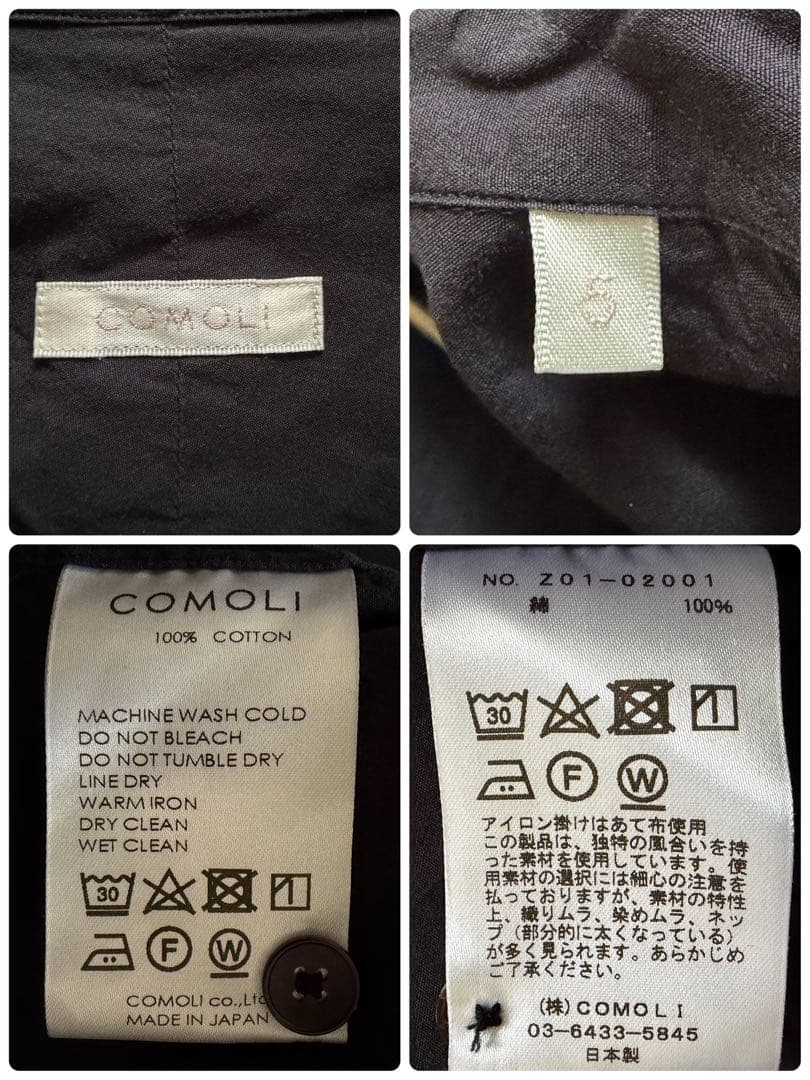 COMOLI
COMOLI
100% COTTON
MACHINE WASH COLD
DO NOT BLEACH
DO NOT TUMBLE DRY
LINE DRY
WARM IRON
DRY CLEAN
WET CLEAN
30
F W
COMOLI co.,Ltd
MADE IN JAPAN
NO. Z01-02001
綿 100%
30
F W
アイロン掛けはあて布使用
この製品は、独特の風合いを持
った素材を使用しています。使
用素材の選択には細心の注意を
払っておりますが、素材の特性
上、織りムラ、染めムラ、ネッ
プ(部分的に太くなっている)
が多く見られます。あらかじめ
ご了承ください。
(株)COMOLI
03-6433-5845
日本製